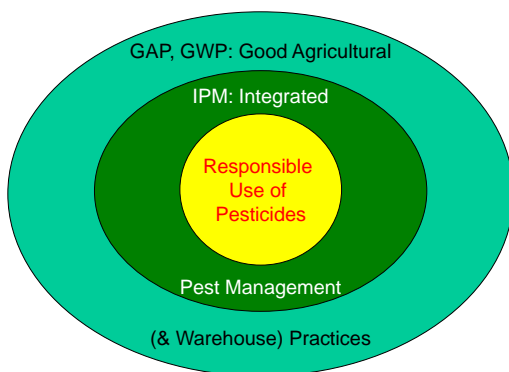 GAP, GWP: Good Agricultural
IPM: Integrated
Responsible
Use of
Pesticides
Pest Management
(& Warehouse) Practices